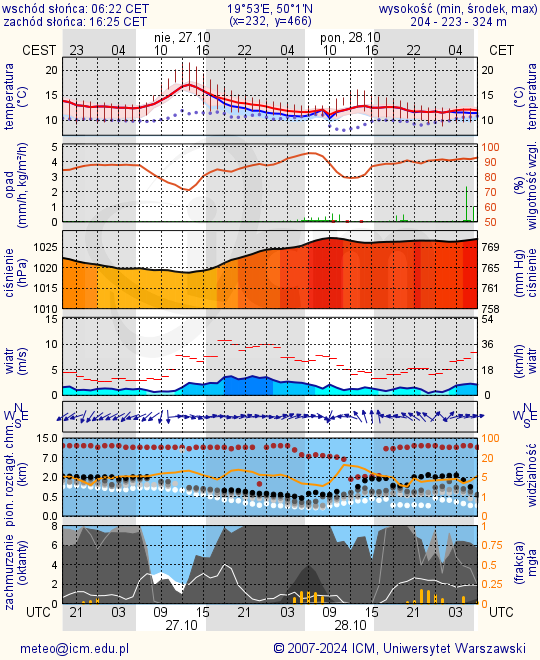 wschód słońca: 06:22 CET
zachód słońca: 16:25 CET
19°53'E, 50°1'N
(x=232, y=466)
wysokość (min, środek, max)
204 - 223 - 324 m
nie, 27.10
pon, 28.10
CEST 23 04 10 16 22 04 10 16 22 04 CET
temperatura (°C)
20
15
10
20
15
10
temperatura (°C)
opad (mm/h, kg/m²/h)
5
4
3
2
1
0
100
90
80
70
60
50
(%) wilgotność wzgl.
ciśnienie (hPa)
1025
1020
1015
1010
769
765
761
758
(mm Hg) ciśnienie
wiatr (m/s)
15
10
5
0
54
36
18
0
(km/h) wiatr
N
W E
S
N
W E
S
pion. rozciągł. chm. (km)
15.0
7.0
2.0
0.5
0.0
100
20
5
1
0
(km) widzialność
zachmurzenie (oktanty)
8
6
4
2
0
1
0.75
0.5
0.25
0
(frakcja) mgła
UTC 21 03 09 15 21 03 09 15 21 03 UTC
27.10
28.10
meteo@icm.edu.pl
© 2007-2024 ICM, Uniwersytet Warszawski